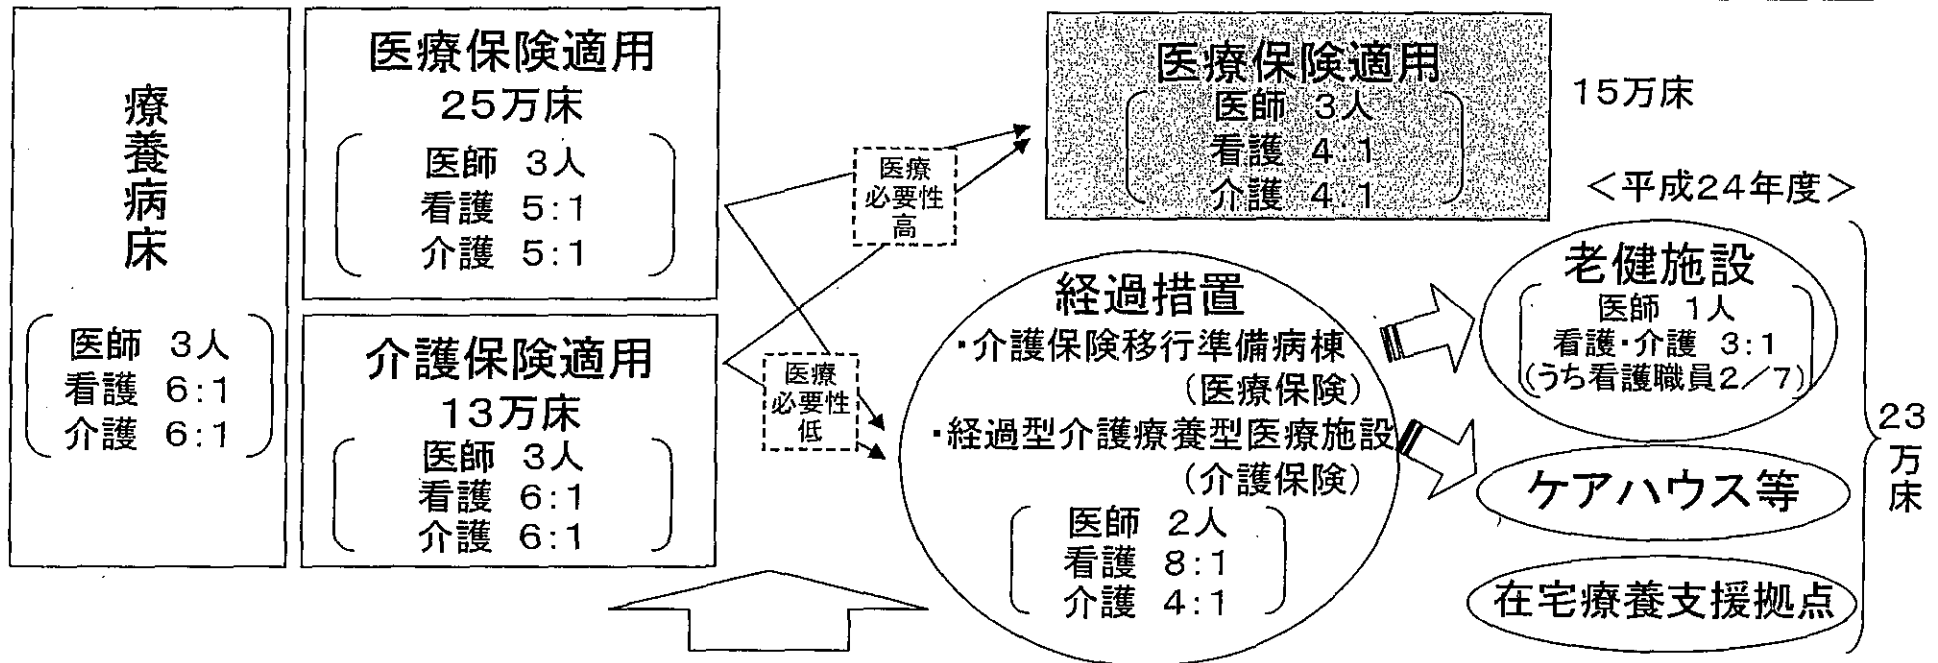 療養病床
医師 3人
看護 6:1
介護 6:1
医療保険適用
25万床
医師 3人
看護 5:1
介護 5:1
介護保険適用
13万床
医師 3人
看護 6:1
介護 6:1
医療
必要性
高
医療
必要性
低
医療保険適用
医師 3人
看護 4:1
介護 4:1
15万床
<平成24年度>
経過措置
・介護保険移行準備病棟
(医療保険)
・経過型介護療養型医療施設
(介護保険)
医師 2人
看護 8:1
介護 4:1
老健施設
医師 1人
看護・介護 3:1
(うち看護職員2/7)
ケアハウス等
在宅療養支援拠点
23万床